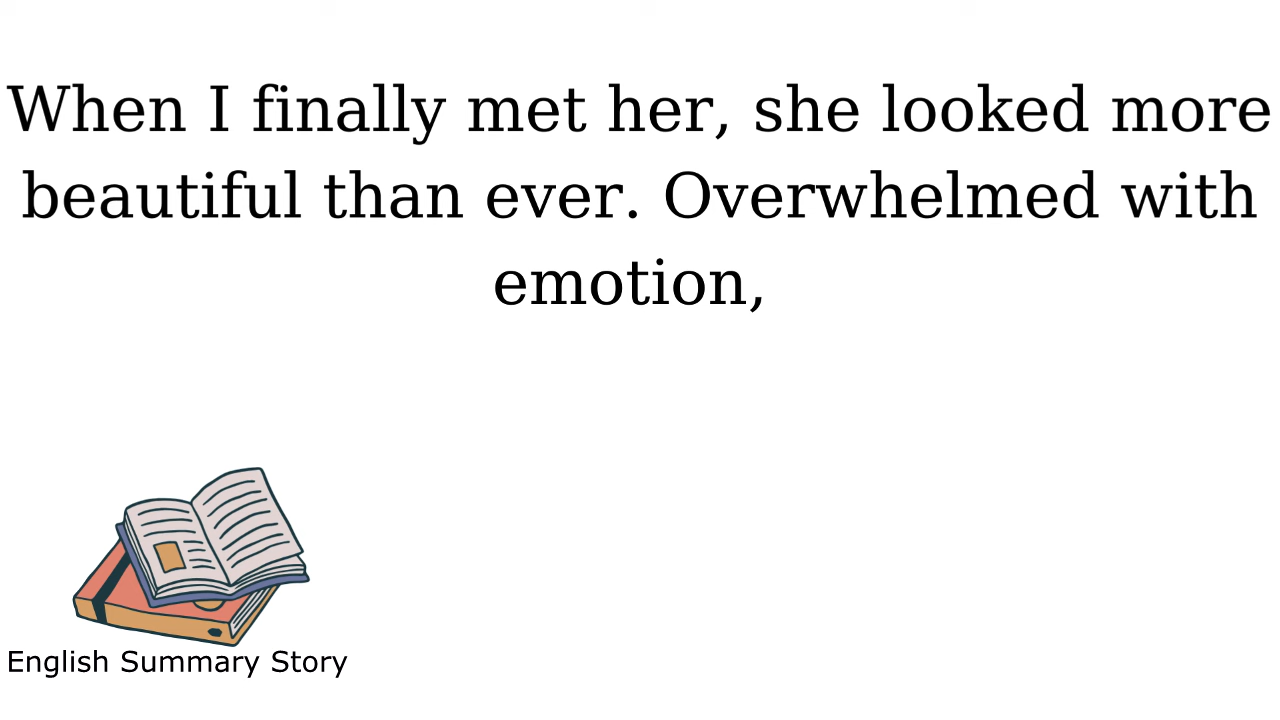 When I finally met her, she looked more
beautiful than ever. Overwhelmed with
emotion,
English Summary Story